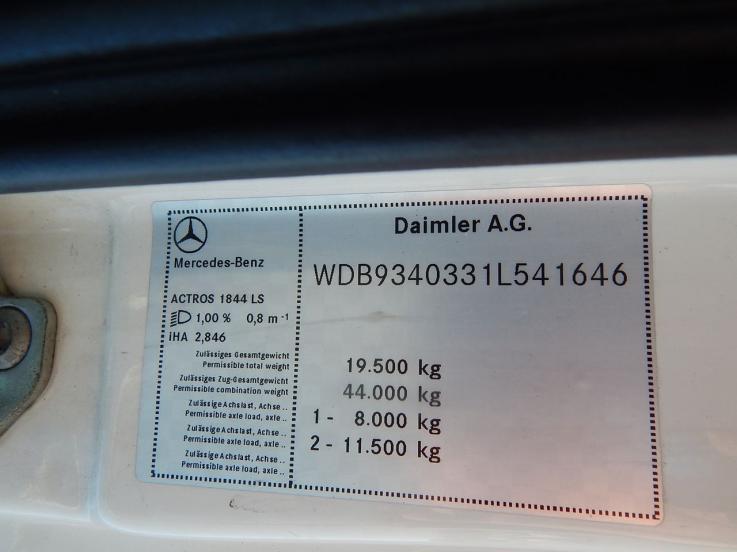 Mercedes-Benz
ACTROS 1844 LS
1,00 % 0,8 m⁻¹
iHA 2,846
Zulässiges Gesamtgewicht
Permissible total weight
Zulässiges Zug-Gesamtgewicht
Permissible combination weight
Zulässige Achslast, Achse ..
Permissible axle load, axle ..
Zulässige Achslast, Achse ..
Permissible axle load, axle ..
Zulässige Achslast, Achse ..
Permissible axle load, axle ..
Daimler A.G.
WDB9340331L541646
19.500 kg
44.000 kg
1 - 8.000 kg
2 - 11.500 kg